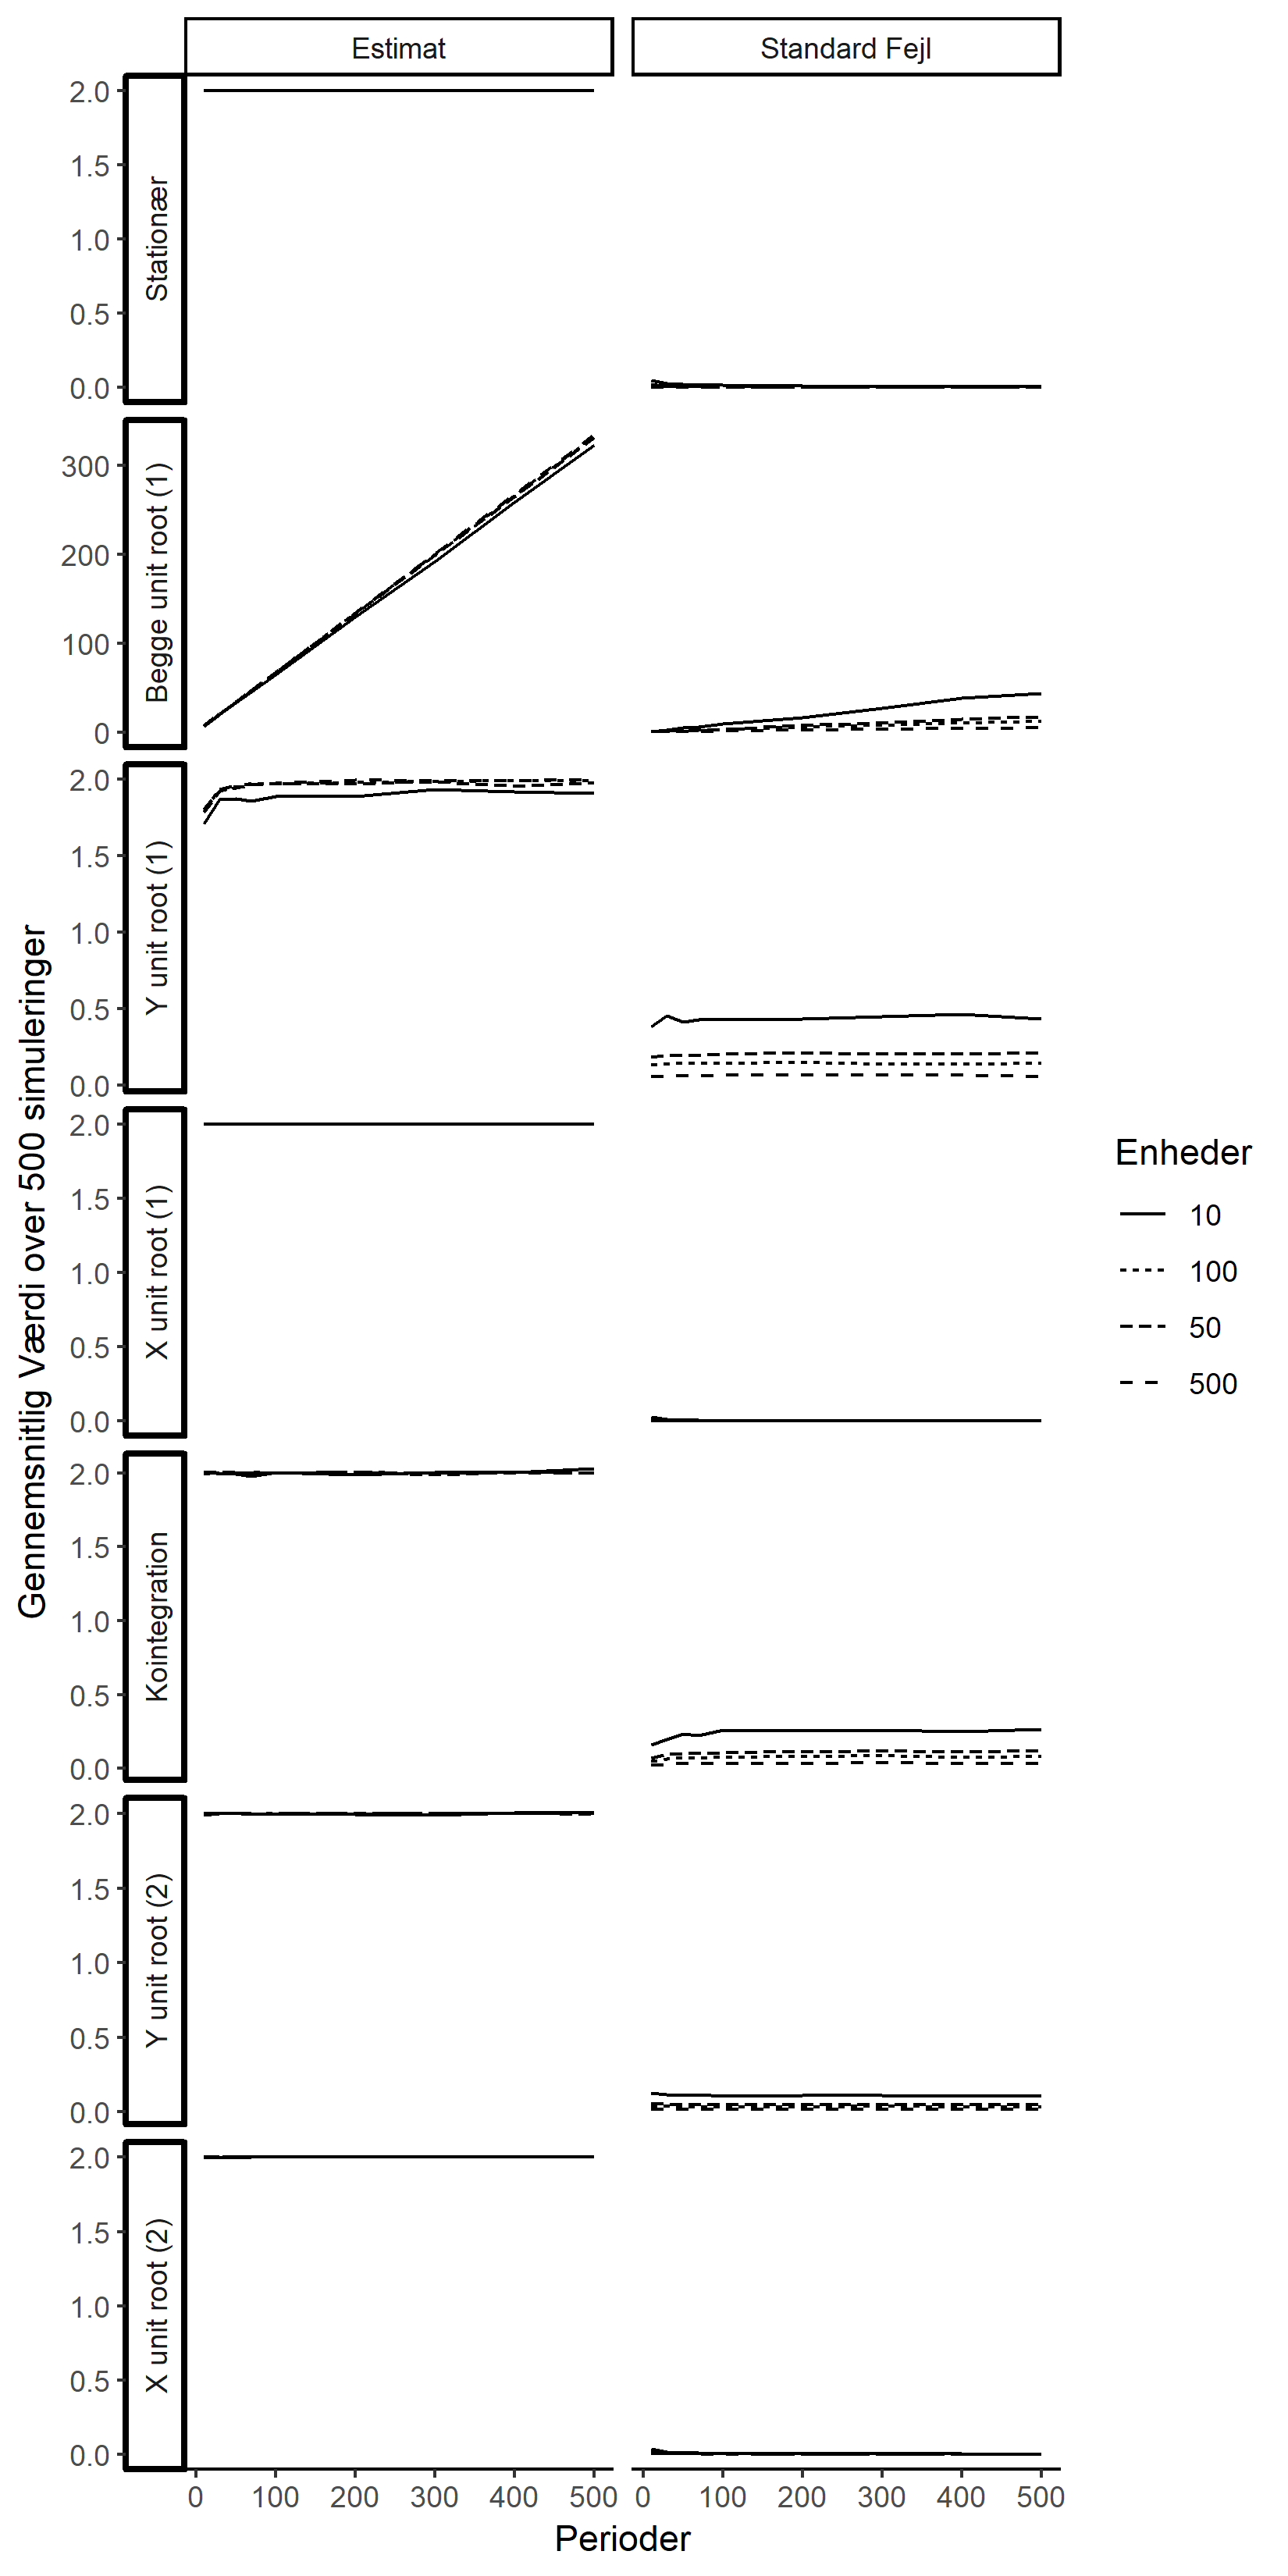 Estimat
Standard Fejl
Gennemsnitlig Værdi over 500 simuleringer
Stationær
2.0
1.5
1.0
0.5
0.0
Begge unit root (1)
300
200
100
0
Y unit root (1)
2.0
1.5
1.0
0.5
0.0
X unit root (1)
2.0
1.5
1.0
0.5
0.0
Kointegration
2.0
1.5
1.0
0.5
0.0
Y unit root (2)
2.0
1.5
1.0
0.5
0.0
X unit root (2)
2.0
1.5
1.0
0.5
0.0
0 100 200 300 400 500
0 100 200 300 400 500
Perioder
Enheder
10
100
50
500